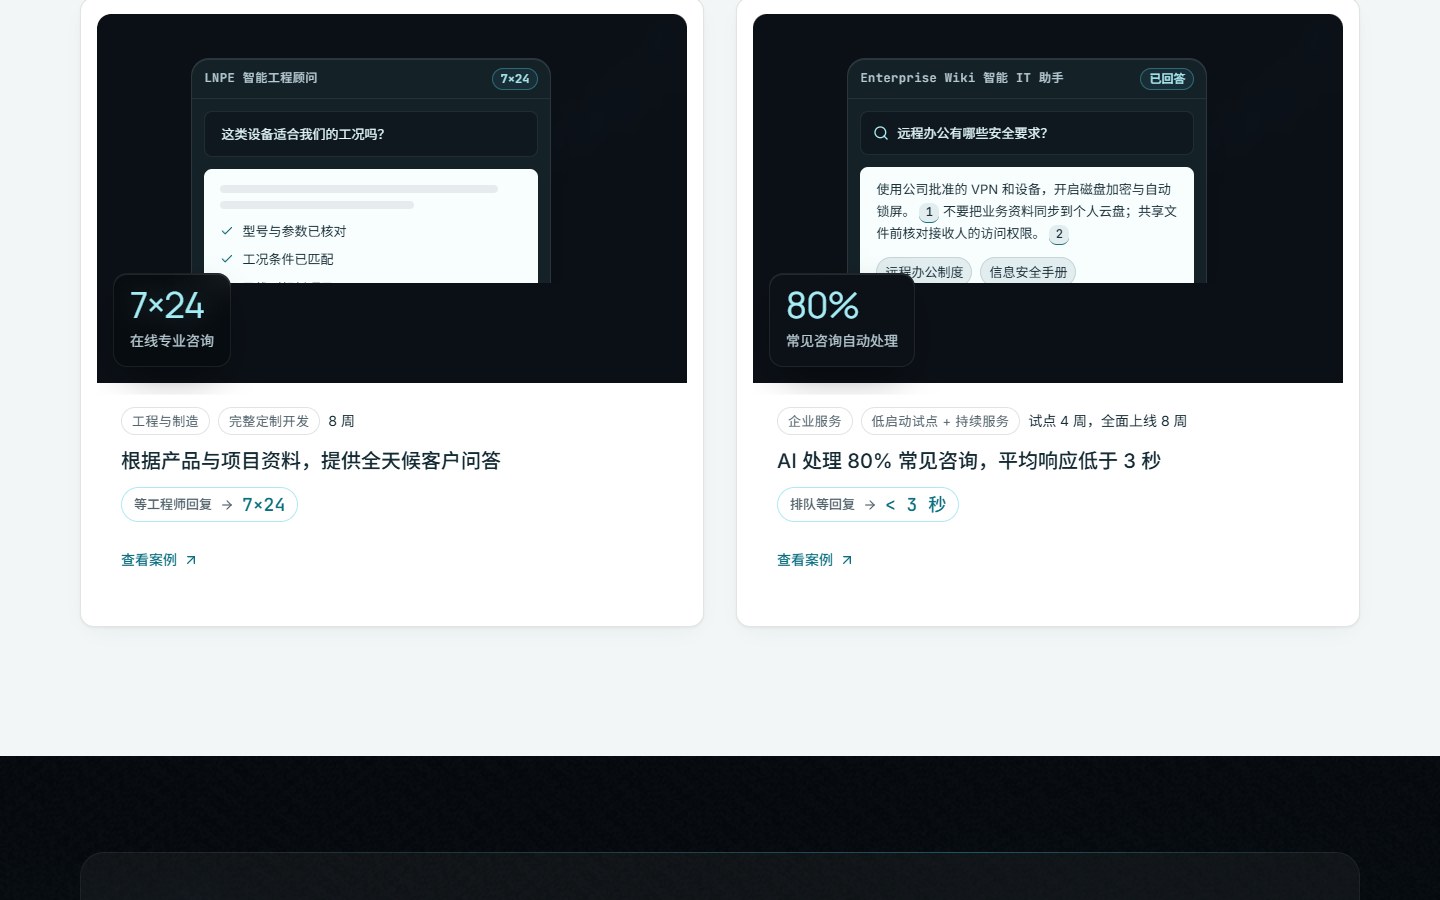 LNPE 智能工程顾问
7×24
这类设备适合我们的工况吗?
型号与参数已核对
工况条件已匹配
7×24
在线专业咨询
工程与制造
完整定制开发
8 周
根据产品与项目资料，提供全天候客户问答
等工程师回复 → 7×24
查看案例
Enterprise Wiki 智能 IT 助手
已回答
远程办公有哪些安全要求?
使用公司批准的 VPN 和设备，开启磁盘加密与自动
锁屏。 1 不要把业务资料同步到个人云盘；共享文
件前核对接收人的访问权限。 2
远程办公制度
信息安全手册
80%
常见咨询自动处理
企业服务
低启动试点 + 持续服务
试点 4 周，全面上线 8 周
AI 处理 80% 常见咨询，平均响应低于 3 秒
排队等回复 → < 3 秒
查看案例